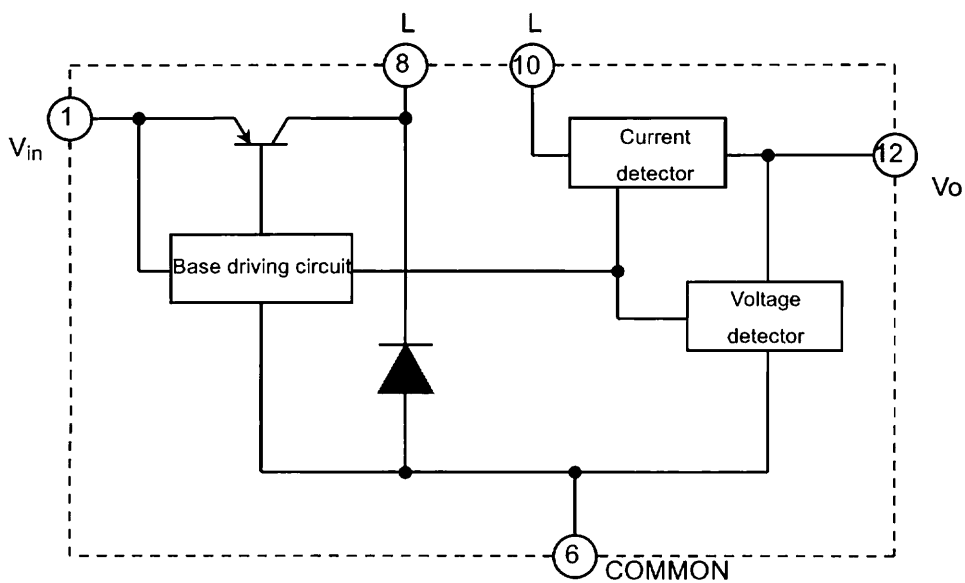 L
L
8
10
1
Vin
Current
detector
12
Vo
Base driving circuit
Voltage
detector
6
COMMON